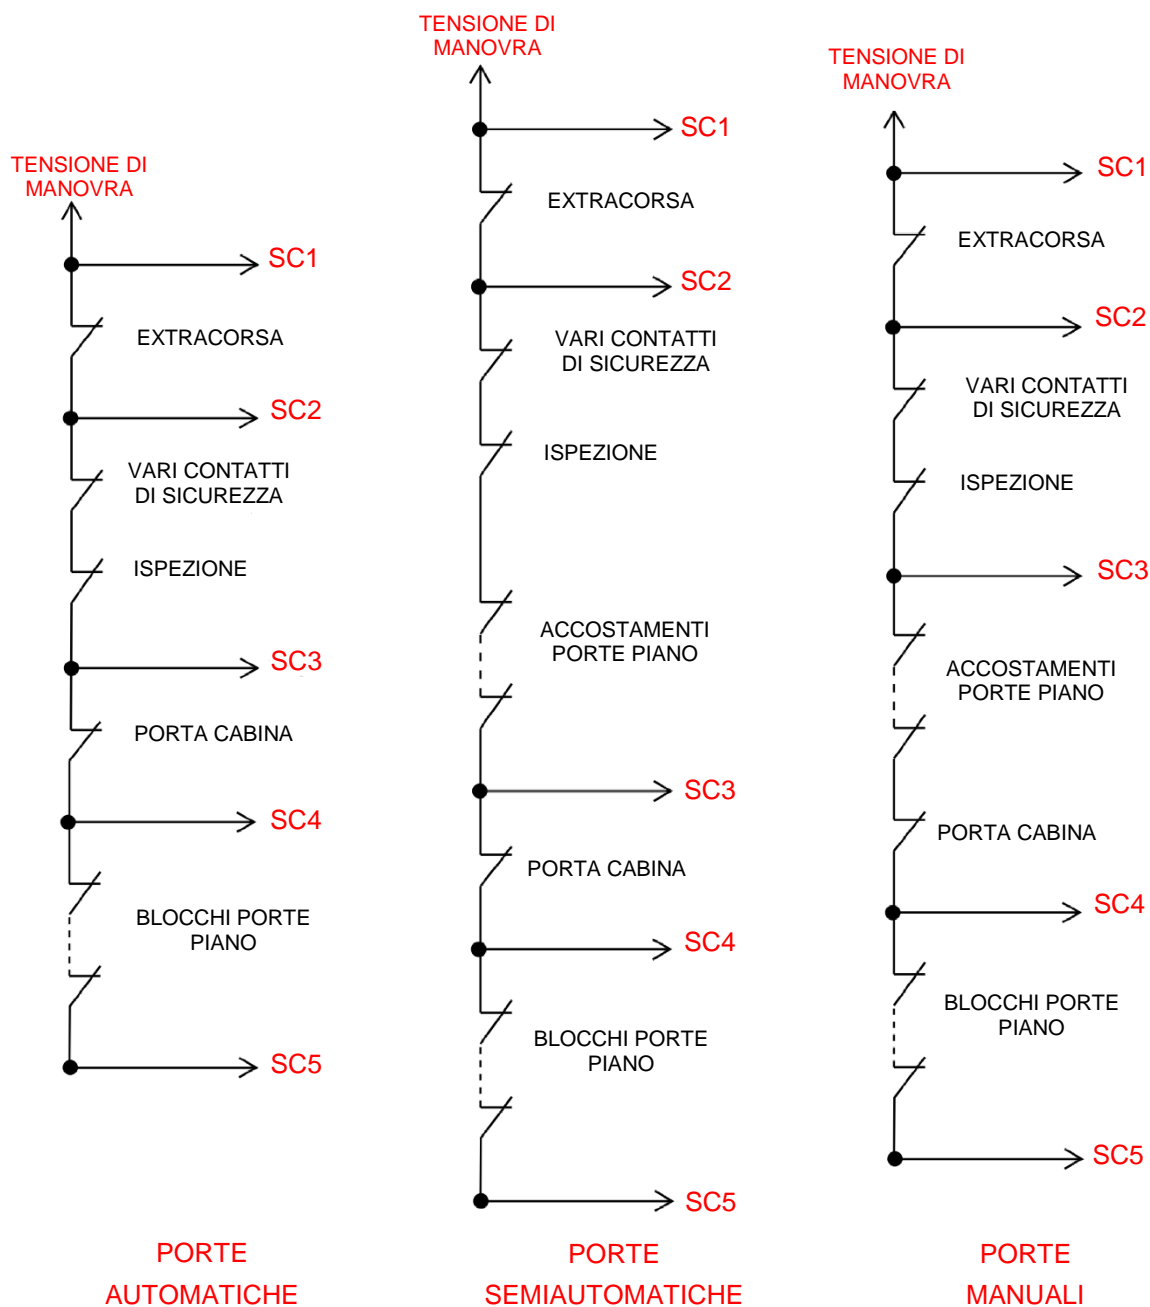 TENSIONE DI
MANOVRA
SC1
EXTRACORSA
SC2
VARI CONTATTI
DI SICUREZZA
ISPEZIONE
SC3
PORTA CABINA
SC4
BLOCCHI PORTE
PIANO
SC5
PORTE
AUTOMATICHE
TENSIONE DI
MANOVRA
SC1
EXTRACORSA
SC2
VARI CONTATTI
DI SICUREZZA
ISPEZIONE
ACCOSTAMENTI
PORTE PIANO
SC3
PORTA CABINA
SC4
BLOCCHI PORTE
PIANO
SC5
PORTE
SEMIAUTOMATICHE
TENSIONE DI
MANOVRA
SC1
EXTRACORSA
SC2
VARI CONTATTI
DI SICUREZZA
ISPEZIONE
SC3
ACCOSTAMENTI
PORTE PIANO
PORTA CABINA
SC4
BLOCCHI PORTE
PIANO
SC5
PORTE
MANUALI